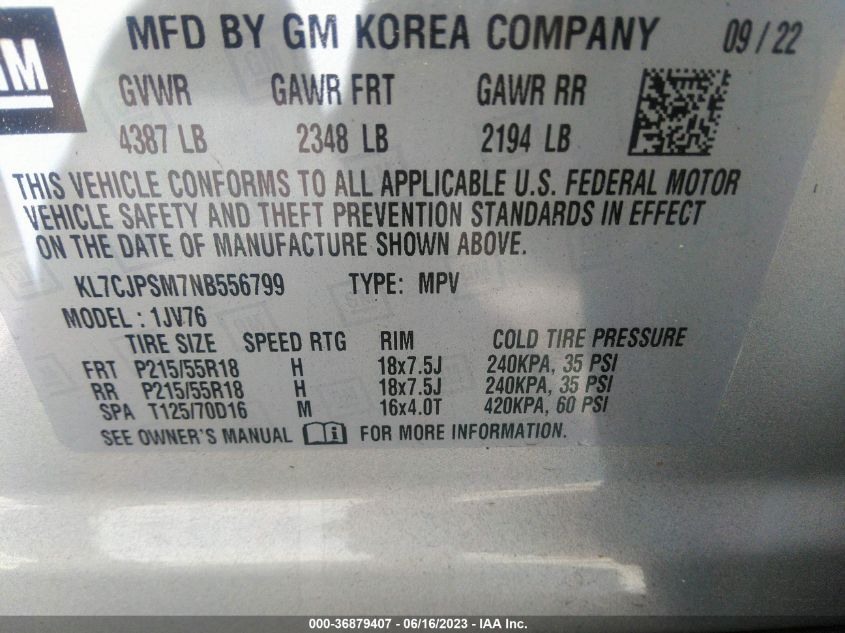 GM
MFD BY GM KOREA COMPANY 09/22
GVWR GAWR FRT GAWR RR
4387 LB 2348 LB 2194 LB
THIS VEHICLE CONFORMS TO ALL APPLICABLE U.S. FEDERAL MOTOR
VEHICLE SAFETY AND THEFT PREVENTION STANDARDS IN EFFECT
ON THE DATE OF MANUFACTURE SHOWN ABOVE.
KL7CJPSM7NB556799 TYPE: MPV
MODEL: 1JV76
TIRE SIZE SPEED RTG RIM COLD TIRE PRESSURE
FRT P215/55R18 H 18x7.5J 240KPA, 35 PSI
RR P215/55R18 H 18x7.5J 240KPA, 35 PSI
SPA T125/70D16 M 16x4.0T 420KPA, 60 PSI
SEE OWNER'S MANUAL FOR MORE INFORMATION.
000-36879407 - 06/16/2023 - IAA Inc.